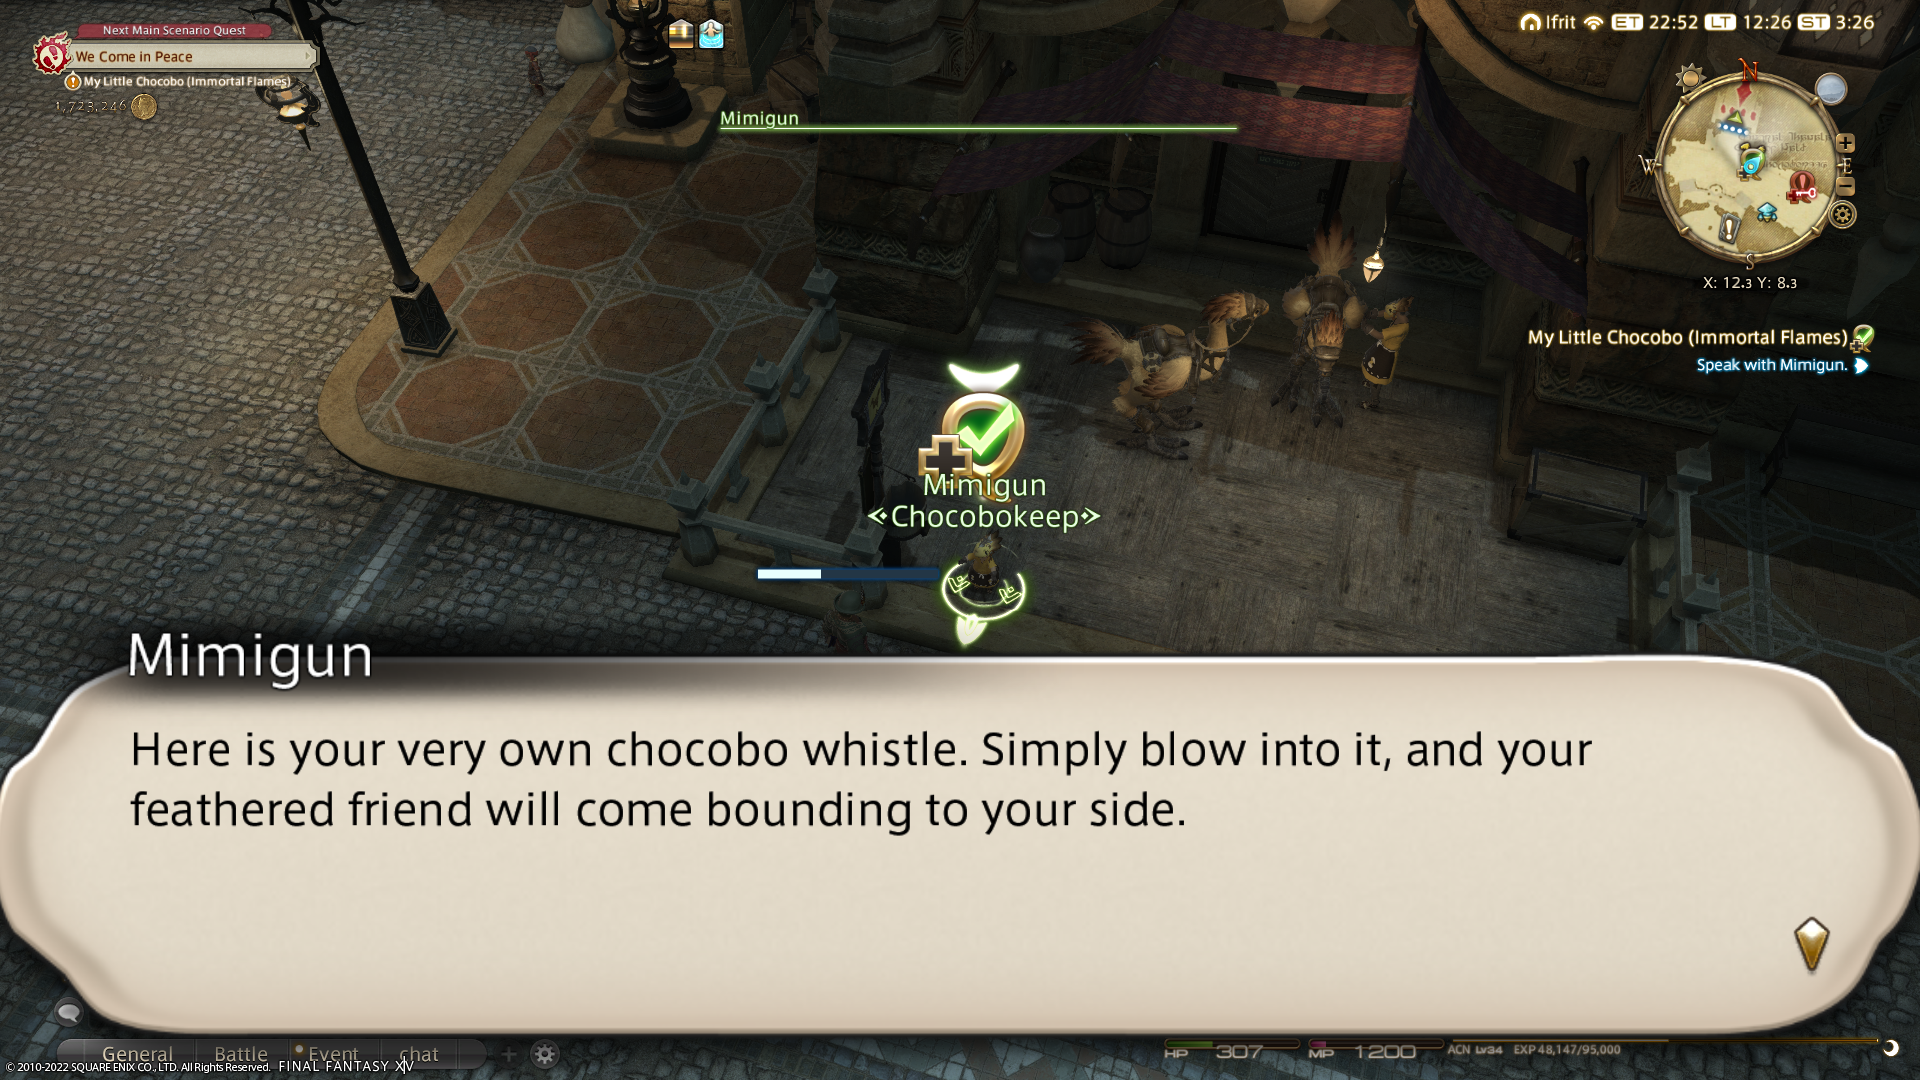 Next Main Scenario Quest
We Come in Peace
My Little Chocobo (Immortal Flames)
1,723,246
Ifrit ET 22:52 LT 12:26 ST 3:26
Mimigun
N
W
E
S
X: 12.3 Y: 8.3
My Little Chocobo (Immortal Flames)
Speak with Mimigun.
Mimigun
Chocobokeep
Mimigun
Here is your very own chocobo whistle. Simply blow into it, and your
feathered friend will come bounding to your side.
General Battle Event chat
HP 307 MP 1200 ACN Lv34 EXP 48,147/95,000
© 2010-2022 SQUARE ENIX CO., LTD. All Rights Reserved. FINAL FANTASY XIV